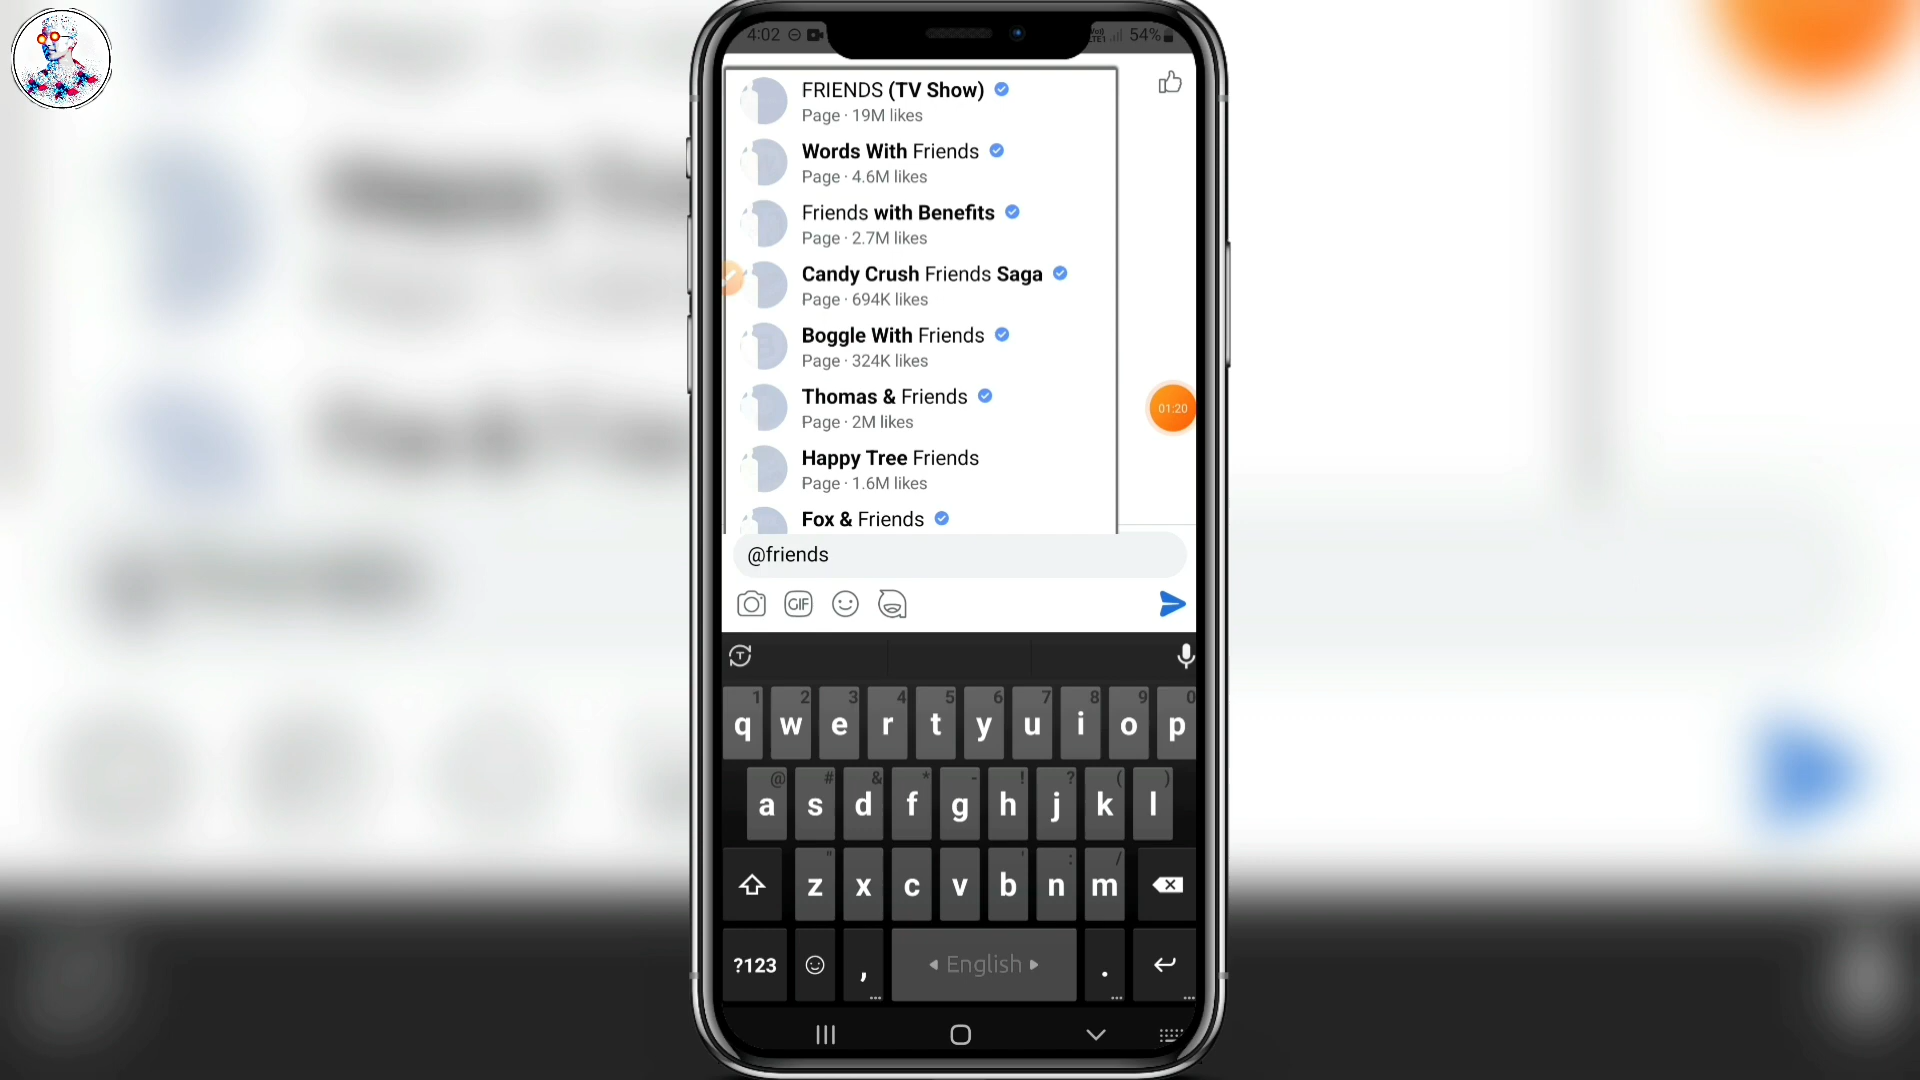 4:02
Vo)) LTE1 54%
FRIENDS (TV Show)
Page · 19M likes
Words With Friends
Page · 4.6M likes
Friends with Benefits
Page · 2.7M likes
Candy Crush Friends Saga
Page · 694K likes
Boggle With Friends
Page · 324K likes
01:20
Thomas & Friends
Page · 2M likes
Happy Tree Friends
Page · 1.6M likes
Fox & Friends
@friends
GIF
T
1 2 3 4 5 6 7 8 9 0
q w e r t y u i o p
@ # & * - ! ? ( )
a s d f g h j k l
" ' : /
z x c v b n m
?123 , English .